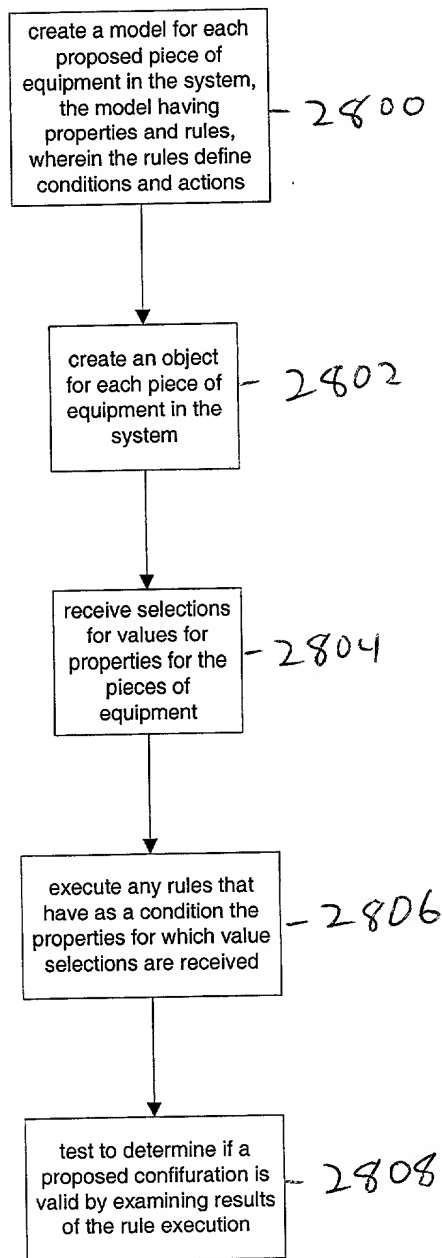 create a model for each
proposed piece of
equipment in the system,
the model having
properties and rules,
wherein the rules define
conditions and actions
2800
create an object
for each piece of
equipment in the
system
2802
receive selections
for values for
properties for the
pieces of
equipment
2804
execute any rules that
have as a condition the
properties for which value
selections are received
2806
test to determine if a
proposed confifuration is
valid by examining results
of the rule execution
2808